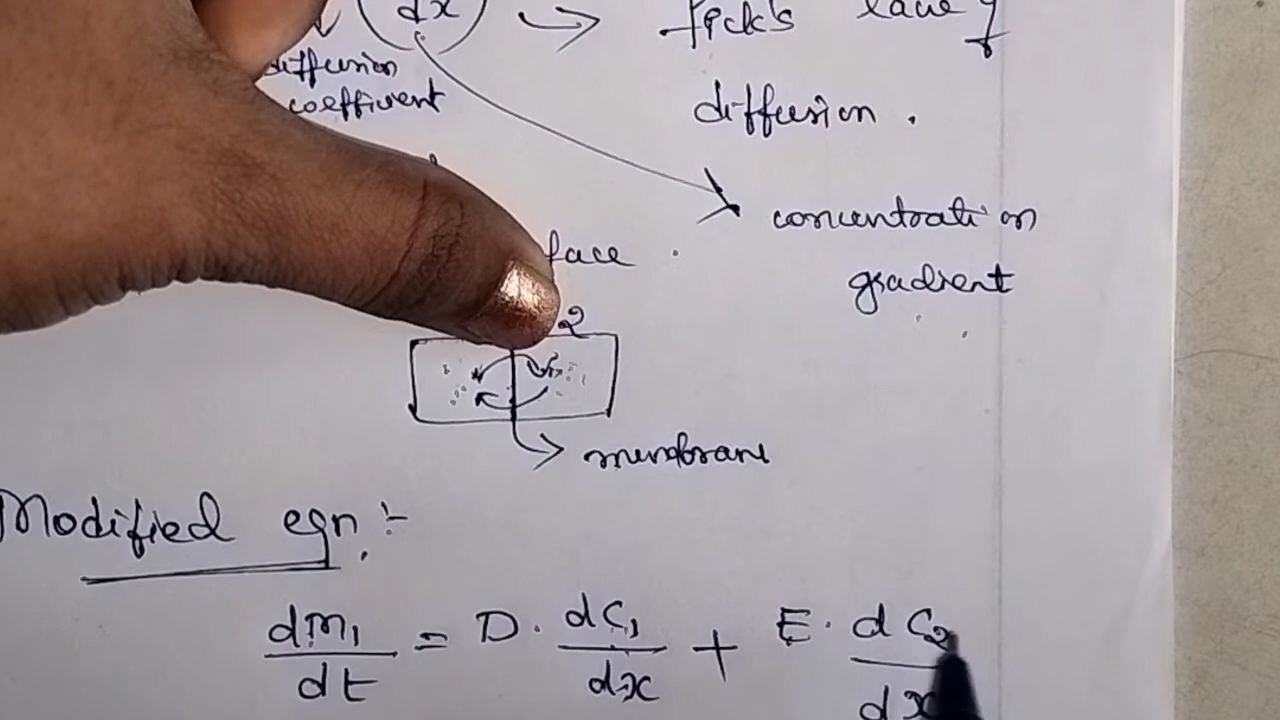 dx → Fick's law of
diffusion
coefficient
diffusion .
concentration
gradient
face .
2
membrane
Modified eqn :-
dm₁/dt = D . dC₁/dx + E . dC₂/dx